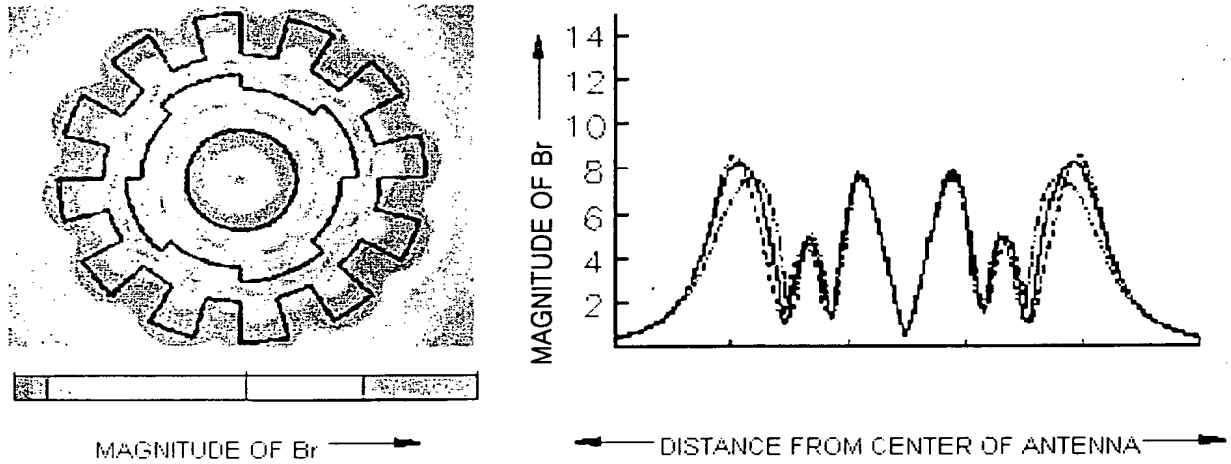 MAGNITUDE OF Br
MAGNITUDE OF Br
14
12
10
8
6
4
2
DISTANCE FROM CENTER OF ANTENNA